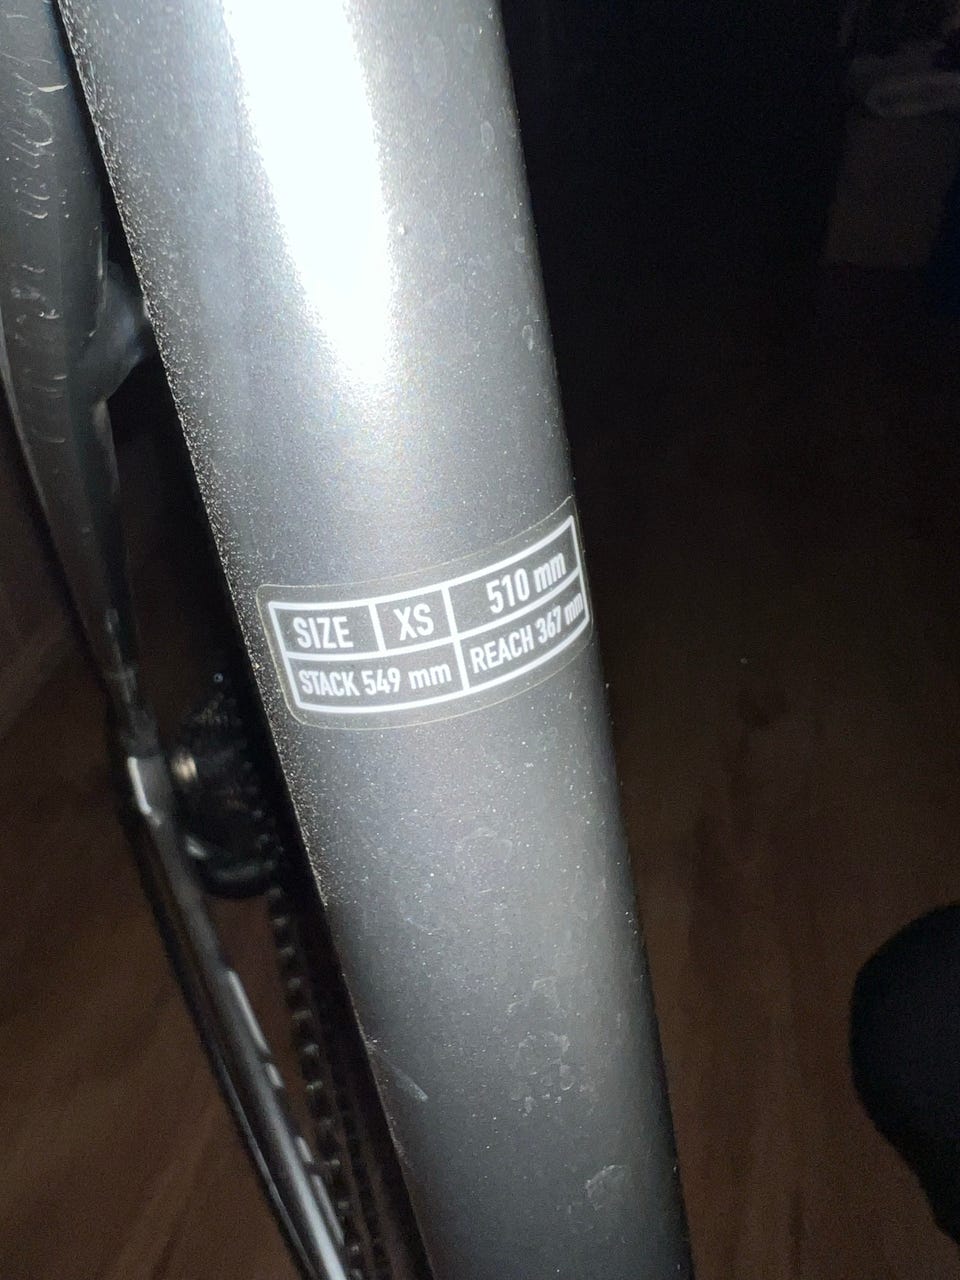 SIZE XS 510 mm
STACK 549 mm REACH 367 mm